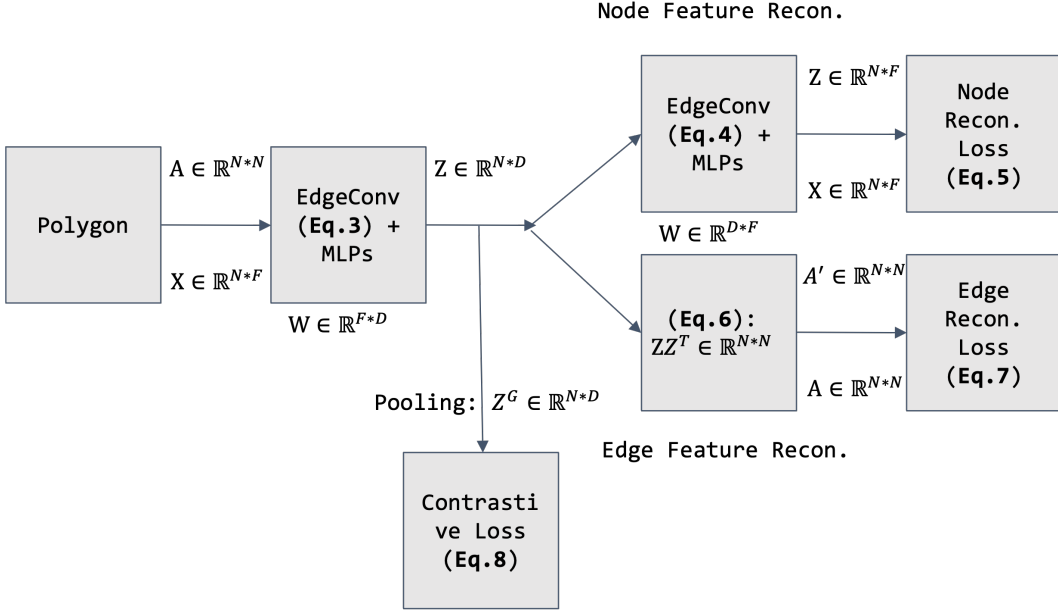 Node Feature Recon.
Polygon
A ∈ ℝ^{N*N}
X ∈ ℝ^{N*F}
EdgeConv
(Eq.3) +
MLPs
W ∈ ℝ^{F*D}
Z ∈ ℝ^{N*D}
EdgeConv
(Eq.4) +
MLPs
W ∈ ℝ^{D*F}
Z ∈ ℝ^{N*F}
X ∈ ℝ^{N*F}
Node
Recon.
Loss
(Eq.5)
(Eq.6):
ZZ^T ∈ ℝ^{N*N}
A′ ∈ ℝ^{N*N}
A ∈ ℝ^{N*N}
Edge
Recon.
Loss
(Eq.7)
Edge Feature Recon.
Pooling: Z^G ∈ ℝ^{N*D}
Contrasti
ve Loss
(Eq.8)